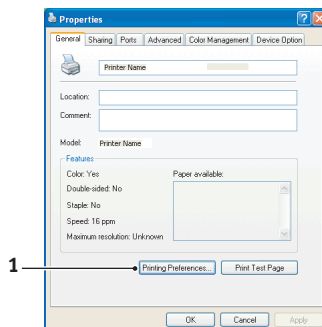 Properties
General Sharing Ports Advanced Color Management Device Option
Printer Name
Location:
Comment:
Model: Printer Name
Features
Color: Yes Paper available:
Double-sided: No
Staple: No
Speed: 16 ppm
Maximum resolution: Unknown
1
Printing Preferences... Print Test Page
OK Cancel Apply